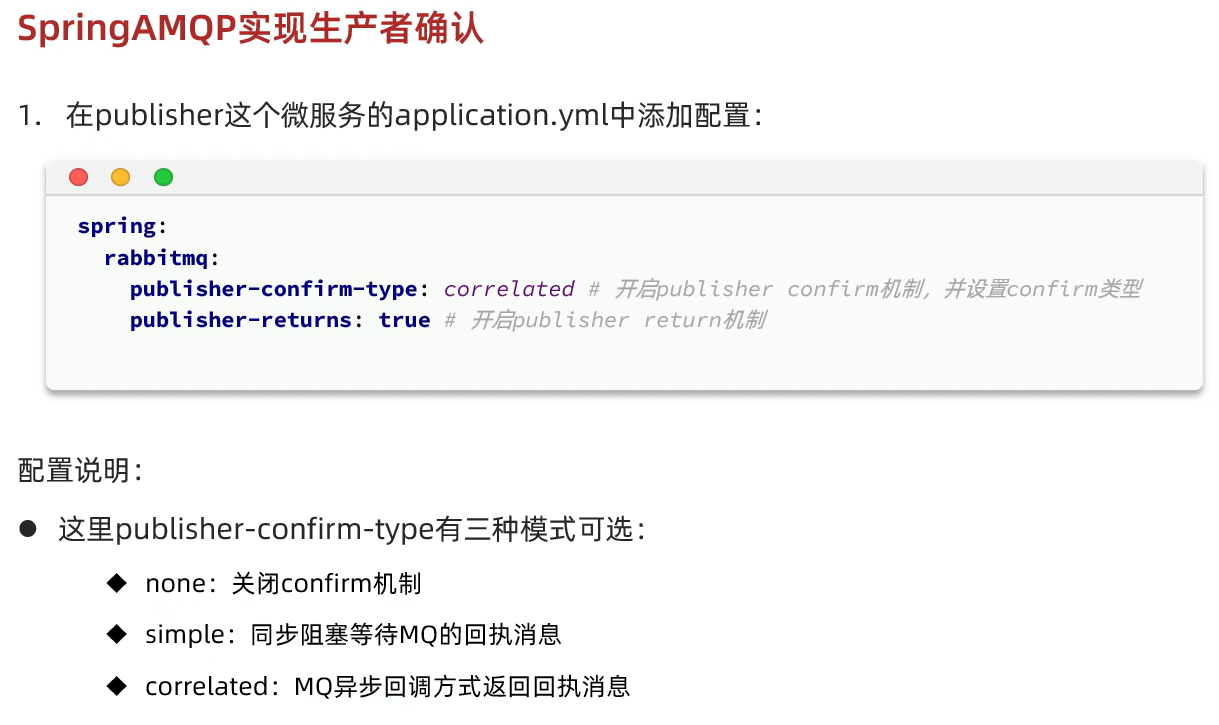 SpringAMQP实现生产者确认
1. 在publisher这个微服务的application.yml中添加配置：
spring:
  rabbitmq:
    publisher-confirm-type: correlated # 开启publisher confirm机制，并设置confirm类型
    publisher-returns: true # 开启publisher return机制
配置说明：
● 这里publisher-confirm-type有三种模式可选：
◆ none：关闭confirm机制
◆ simple：同步阻塞等待MQ的回执消息
◆ correlated：MQ异步回调方式返回回执消息